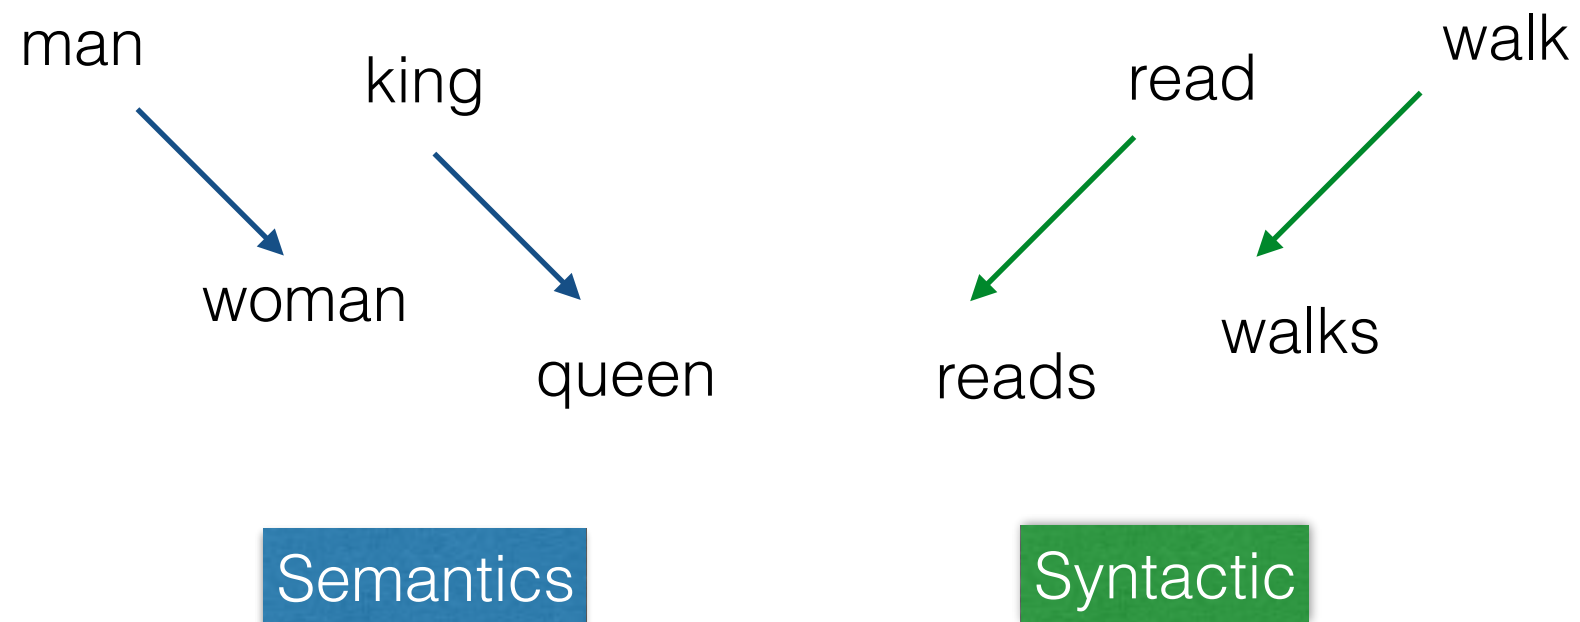 man
king
woman
queen
read
walk
reads
walks
Semantics
Syntactic